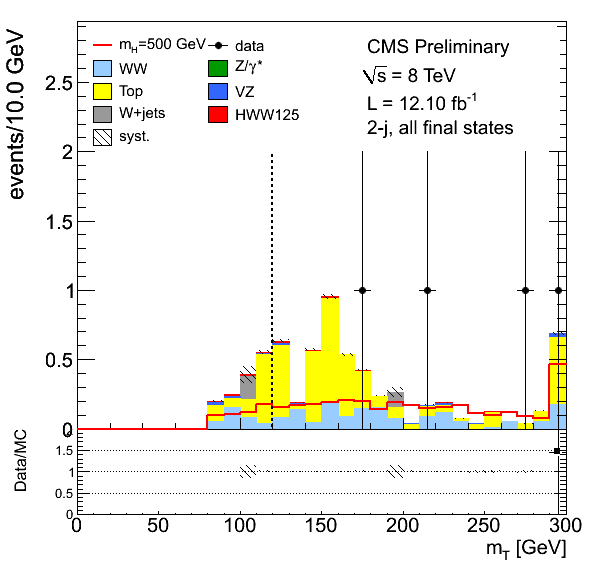 events/10.0 GeV
m_H=500 GeV
data
WW
Z/γ*
Top
VZ
W+jets
HWW125
syst.
CMS Preliminary
√s = 8 TeV
L = 12.10 fb⁻¹
2-j, all final states
2.5
2
1.5
1
0.5
0
Data/MC
2
1.5
1
0.5
0
0 50 100 150 200 250 300
m_T [GeV]